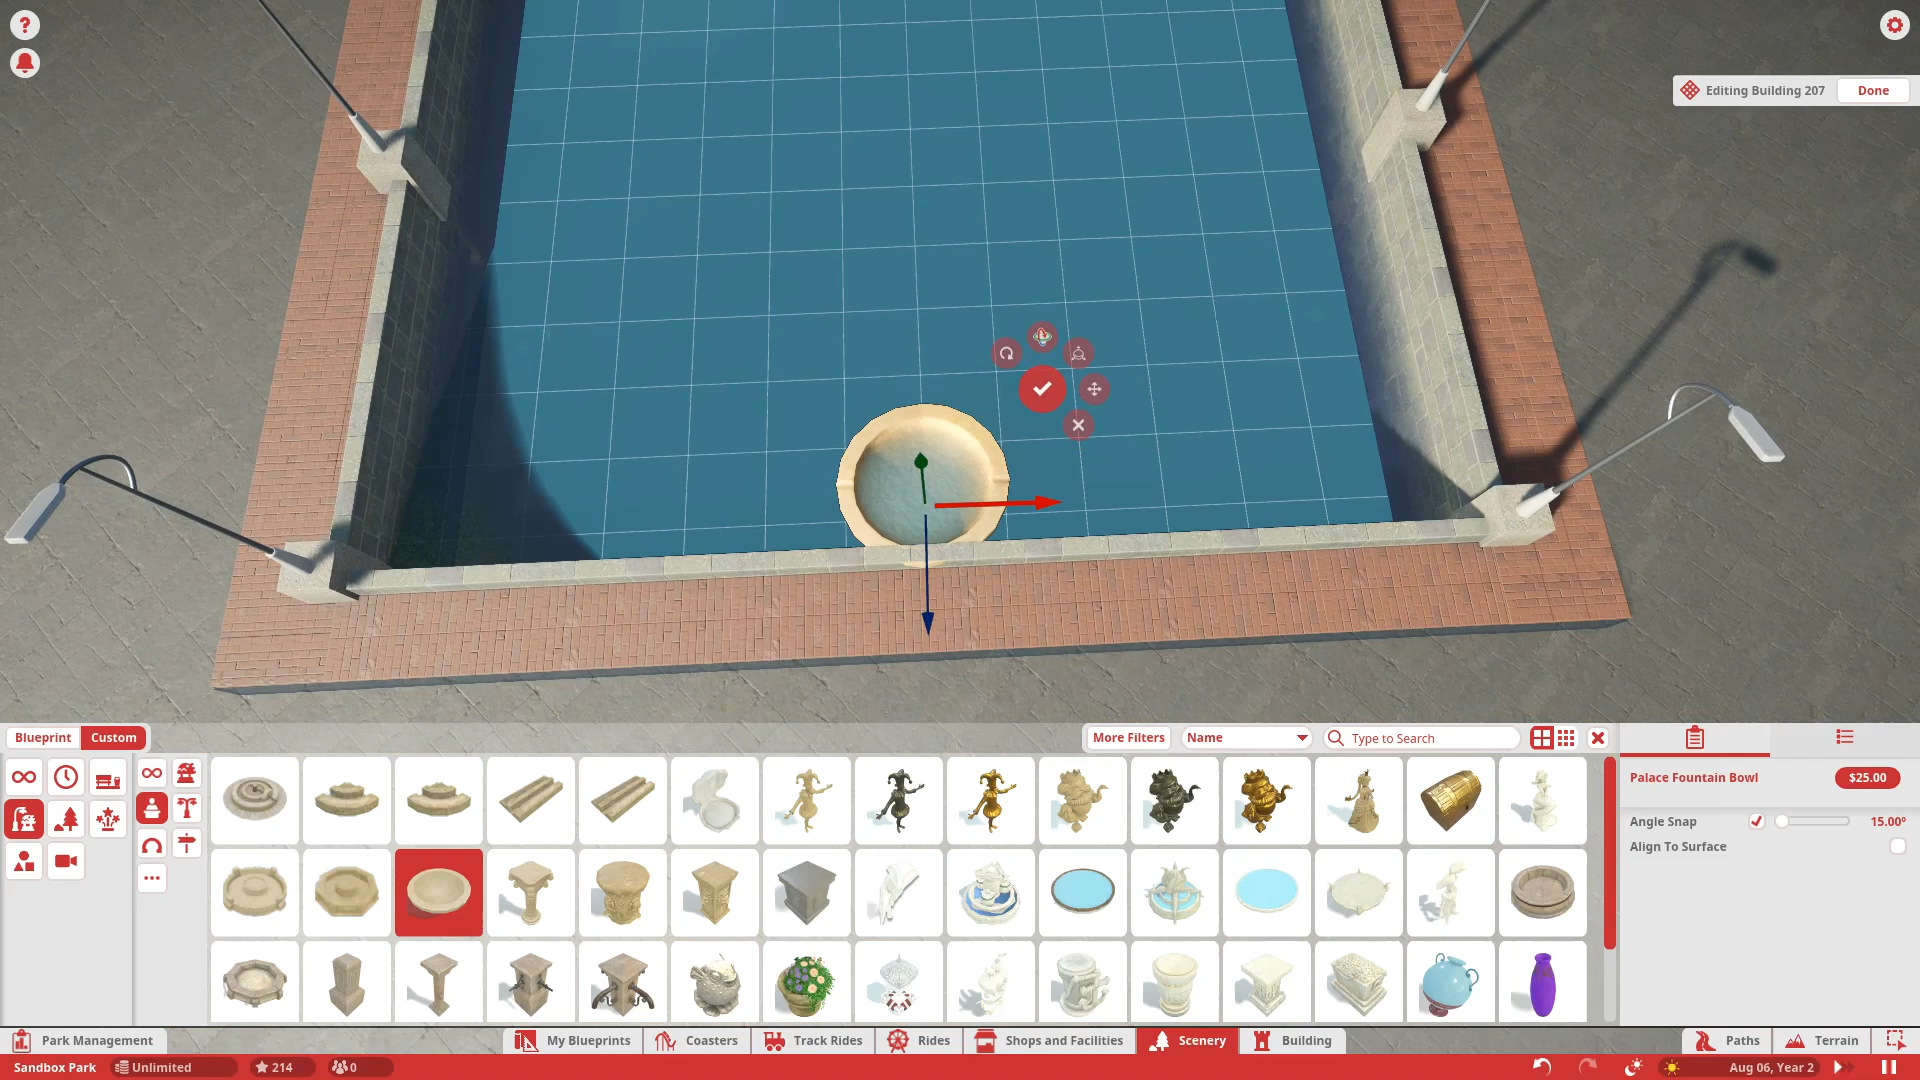 ?
Editing Building 207
Done
Blueprint
Custom
More Filters
Name
Type to Search
Palace Fountain Bowl
$25.00
Angle Snap
15.00º
Align To Surface
Park Management
My Blueprints
Coasters
Track Rides
Rides
Shops and Facilities
Scenery
Building
Paths
Terrain
Sandbox Park
Unlimited
214
0
Aug 06, Year 2